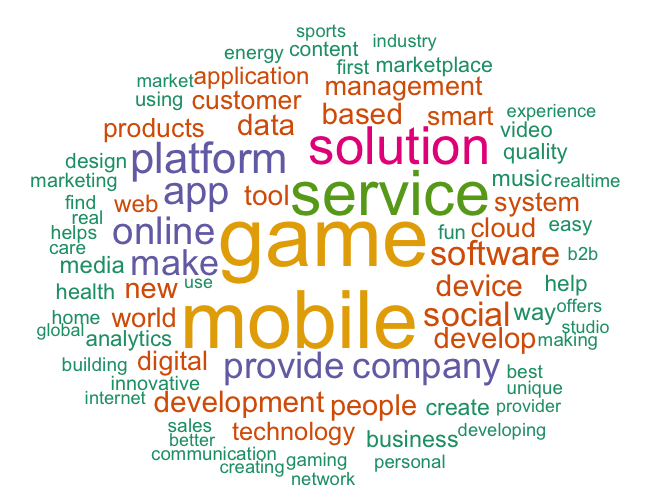 sports
energy content industry
first marketplace
market application management
using customer based smart experience
products data video
solution quality
design platform
marketing app tool service music realtime
find web system
real online game fun cloud easy
helps
care make software b2b
media
health new use device help
home world mobile social way offers
global analytics develop studio
making
building digital provide company best
innovative unique
internet development people create provider
sales technology business developing
better
communication gaming personal
creating network